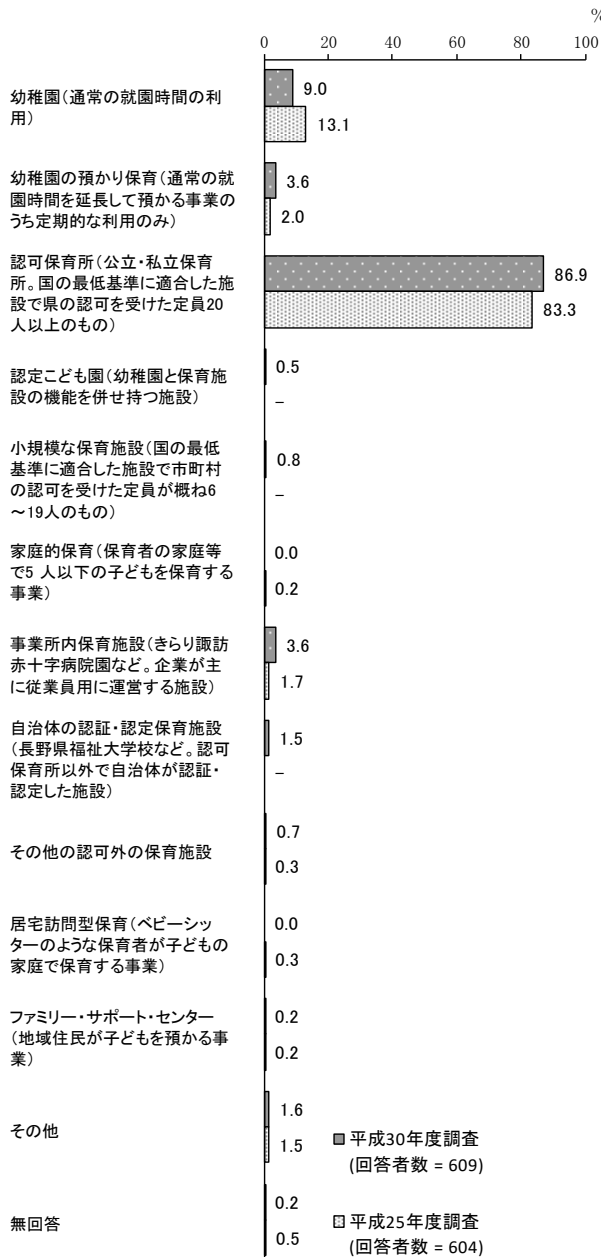 %
0 20 40 60 80 100
幼稚園(通常の就園時間の利
用)
9.0
13.1
幼稚園の預かり保育(通常の就
園時間を延長して預かる事業の
うち定期的な利用のみ)
3.6
2.0
認可保育所(公立・私立保育
所。国の最低基準に適合した施
設で県の認可を受けた定員20
人以上のもの)
86.9
83.3
認定こども園(幼稚園と保育施
設の機能を併せ持つ施設)
0.5
–
小規模な保育施設(国の最低
基準に適合した施設で市町村
の認可を受けた定員が概ね6
~19人のもの)
0.8
–
家庭的保育(保育者の家庭等
で5 人以下の子どもを保育する
事業)
0.0
0.2
事業所内保育施設(きらり諏訪
赤十字病院園など。企業が主
に従業員用に運営する施設)
3.6
1.7
自治体の認証・認定保育施設
(長野県福祉大学校など。認可
保育所以外で自治体が認証・
認定した施設)
1.5
–
その他の認可外の保育施設
0.7
0.3
居宅訪問型保育(ベビーシッ
ターのような保育者が子どもの
家庭で保育する事業)
0.0
0.3
ファミリー・サポート・センター
(地域住民が子どもを預かる事
業)
0.2
0.2
その他
1.6
1.5
無回答
0.2
0.5
平成30年度調査
(回答者数 = 609)
平成25年度調査
(回答者数 = 604)